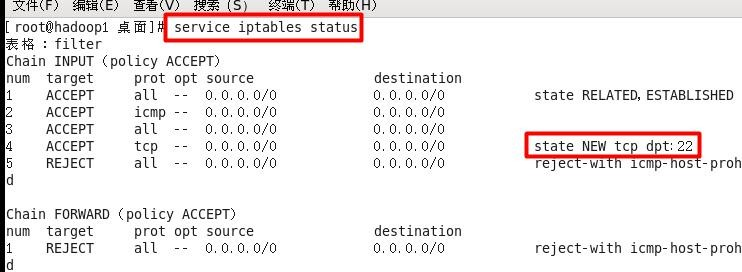 文件(F) 编辑(E) 查看(V) 搜索 (S) 终端(T) 帮助(H)
[root@hadoop1 桌面]# service iptables status
表格：filter
Chain INPUT (policy ACCEPT)
num target prot opt source destination
1 ACCEPT all -- 0.0.0.0/0 0.0.0.0/0 state RELATED,ESTABLISHED
2 ACCEPT icmp -- 0.0.0.0/0 0.0.0.0/0
3 ACCEPT all -- 0.0.0.0/0 0.0.0.0/0
4 ACCEPT tcp -- 0.0.0.0/0 0.0.0.0/0 state NEW tcp dpt:22
5 REJECT all -- 0.0.0.0/0 0.0.0.0/0 reject-with icmp-host-proh
d
Chain FORWARD (policy ACCEPT)
num target prot opt source destination
1 REJECT all -- 0.0.0.0/0 0.0.0.0/0 reject-with icmp-host-proh
d